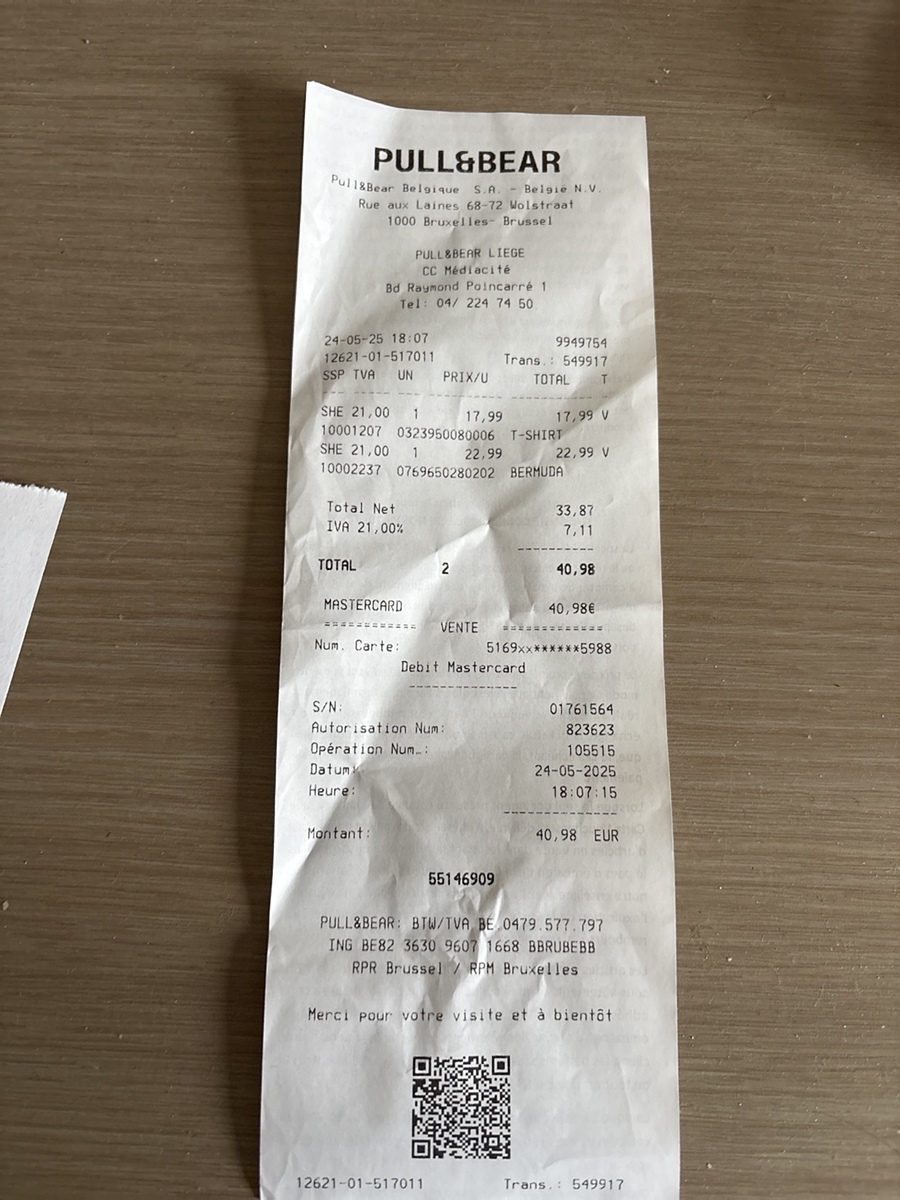 PULL&BEAR
Pull&Bear Belgique S.A. - België N.V.
Rue aux Laines 68-72 Wolstraat
1000 Bruxelles- Brussel
PULL&BEAR LIEGE
CC Médiacité
Bd Raymond Poincarré 1
Tel: 04/ 224 74 50
24-05-25 18:07 9949754
12621-01-517011 Trans.: 549917
SSP TVA UN PRIX/U TOTAL T
SHE 21,00 1 17,99 17,99 V
10001207 0323950080006 T-SHIRT
SHE 21,00 1 22,99 22,99 V
10002237 0769650280202 BERMUDA
Total Net 33,87
IVA 21,00% 7,11
------------
TOTAL 2 40,98
MASTERCARD 40,98€
============ VENTE =============
Num. Carte: 5169xx******5988
Debit Mastercard
--------------
S/N: 01761564
Autorisation Num: 823623
Opération Num.: 105515
Datum: 24-05-2025
Heure: 18:07:15
--------------
Montant: 40,98 EUR
55146909
PULL&BEAR: BTW/TVA BE.0479.577.797
ING BE82 3630 9607 1668 BBRUBEBB
RPR Brussel / RPM Bruxelles
Merci pour votre visite et à bientôt
12621-01-517011 Trans.: 549917